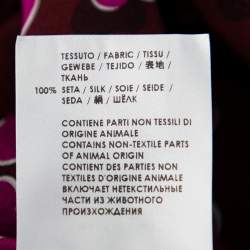 TESSUTO / FABRIC / TISSU /
GEWEBE / TEJIDO / 表地 /
ТКАНЬ
100% SETA / SILK / SOIE / SEIDE /
SEDA / 絹 / ШЁЛК
CONTIENE PARTI NON TESSILI DI
ORIGINE ANIMALE
CONTAINS NON-TEXTILE PARTS
OF ANIMAL ORIGIN
CONTIENT DES PARTIES NON
TEXTILES D'ORIGINE ANIMALE
ВКЛЮЧАЕТ НЕТЕКСТИЛЬНЫЕ
ЧАСТИ ИЗ ЖИВОТНОГО
ПРОИСХОЖДЕНИЯ